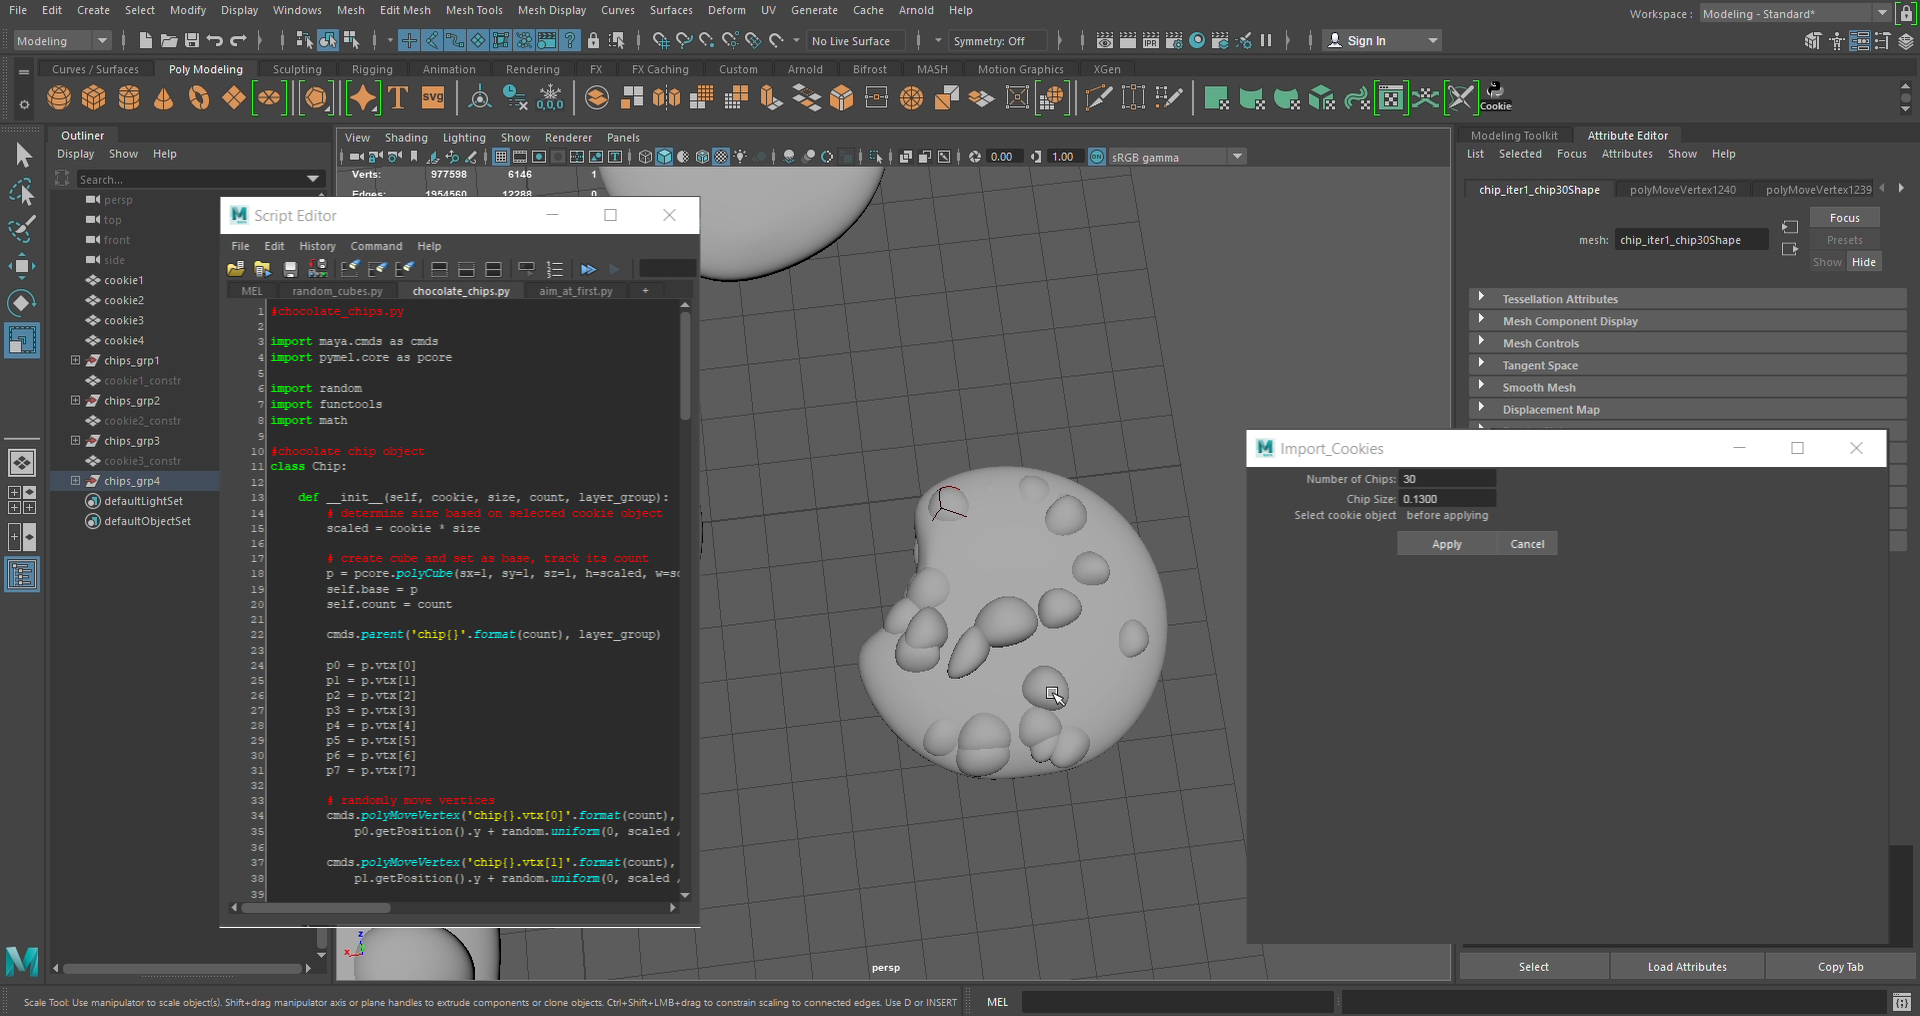 File Edit Create Select Modify Display Windows Mesh Edit Mesh Mesh Tools Mesh Display Curves Surfaces Deform UV Generate Cache Arnold Help
Workspace : Modeling - Standard*
Modeling
No Live Surface
Symmetry: Off
Sign In
Curves / Surfaces Poly Modeling Sculpting Rigging Animation Rendering FX FX Caching Custom Arnold Bifrost MASH Motion Graphics XGen
T SVG 0,0,0 Cookie
Outliner
Display Show Help
Search...
persp
top
front
side
cookie1
cookie2
cookie3
cookie4
chips_grp1
cookie1_constr
chips_grp2
cookie2_constr
chips_grp3
cookie3_constr
chips_grp4
defaultLightSet
defaultObjectSet
View Shading Lighting Show Renderer Panels
0.00 1.00 ON sRGB gamma
Verts: 977598 6146 1
Edges: 1954560 12288 0
Script Editor
File Edit History Command Help
MEL random_cubes.py chocolate_chips.py aim_at_first.py +
1 #chocolate_chips.py
2
3 import maya.cmds as cmds
4 import pymel.core as pcore
5
6 import random
7 import functools
8 import math
9
10 #chocolate chip object
11 class Chip:
12
13 def __init__(self, cookie, size, count, layer_group):
14 # determine size based on selected cookie object
15 scaled = cookie * size
16
17 # create cube and set as base, track its count
18 p = pcore.polyCube(sx=1, sy=1, sz=1, h=scaled, w=sc
19 self.base = p
20 self.count = count
21
22 cmds.parent('chip{}'.format(count), layer_group)
23
24 p0 = p.vtx[0]
25 p1 = p.vtx[1]
26 p2 = p.vtx[2]
27 p3 = p.vtx[3]
28 p4 = p.vtx[4]
29 p5 = p.vtx[5]
30 p6 = p.vtx[6]
31 p7 = p.vtx[7]
32
33 # randomly move vertices
34 cmds.polyMoveVertex('chip{}.vtx[0]'.format(count),
35 p0.getPosition().y + random.uniform(0, scaled /
36
37 cmds.polyMoveVertex('chip{}.vtx[1]'.format(count),
38 p1.getPosition().y + random.uniform(0, scaled /
39
z
x
persp
Modeling Toolkit Attribute Editor
List Selected Focus Attributes Show Help
chip_iter1_chip30Shape polyMoveVertex1240 polyMoveVertex1239
mesh: chip_iter1_chip30Shape
Focus
Presets
Show Hide
Tessellation Attributes
Mesh Component Display
Mesh Controls
Tangent Space
Smooth Mesh
Displacement Map
Import_Cookies
Number of Chips: 30
Chip Size: 0.1300
Select cookie object before applying
Apply Cancel
Select Load Attributes Copy Tab
Scale Tool: Use manipulator to scale object(s). Shift+drag manipulator axis or plane handles to extrude components or clone objects. Ctrl+Shift+LMB+drag to constrain scaling to connected edges. Use D or INSERT
MEL